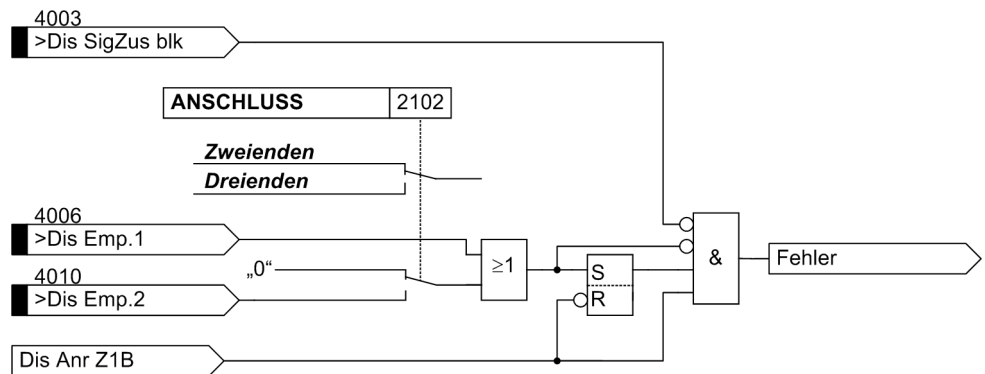 4003
>Dis SigZus blk
ANSCHLUSS 2102
Zweienden
Dreienden
4006
>Dis Emp.1
4010
>Dis Emp.2
„0“
≥1
S
R
&
Fehler
Dis Anr Z1B